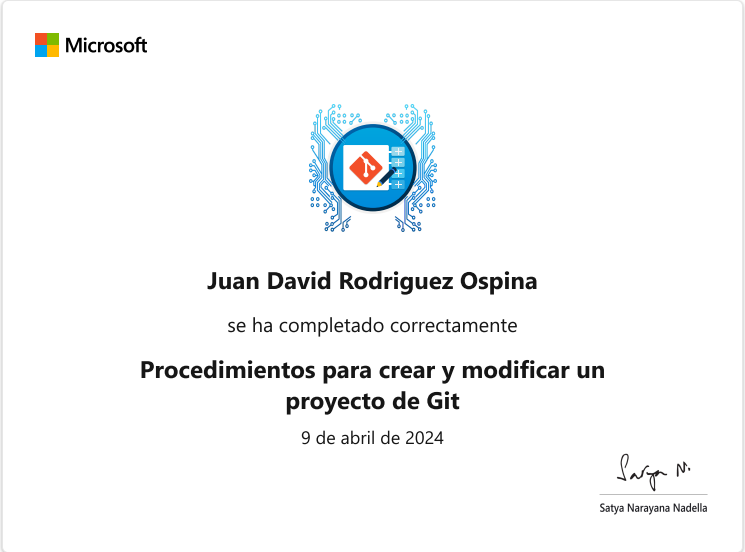 Microsoft
Juan David Rodriguez Ospina
se ha completado correctamente
Procedimientos para crear y modificar un
proyecto de Git
9 de abril de 2024
Satya N.
Satya Narayana Nadella